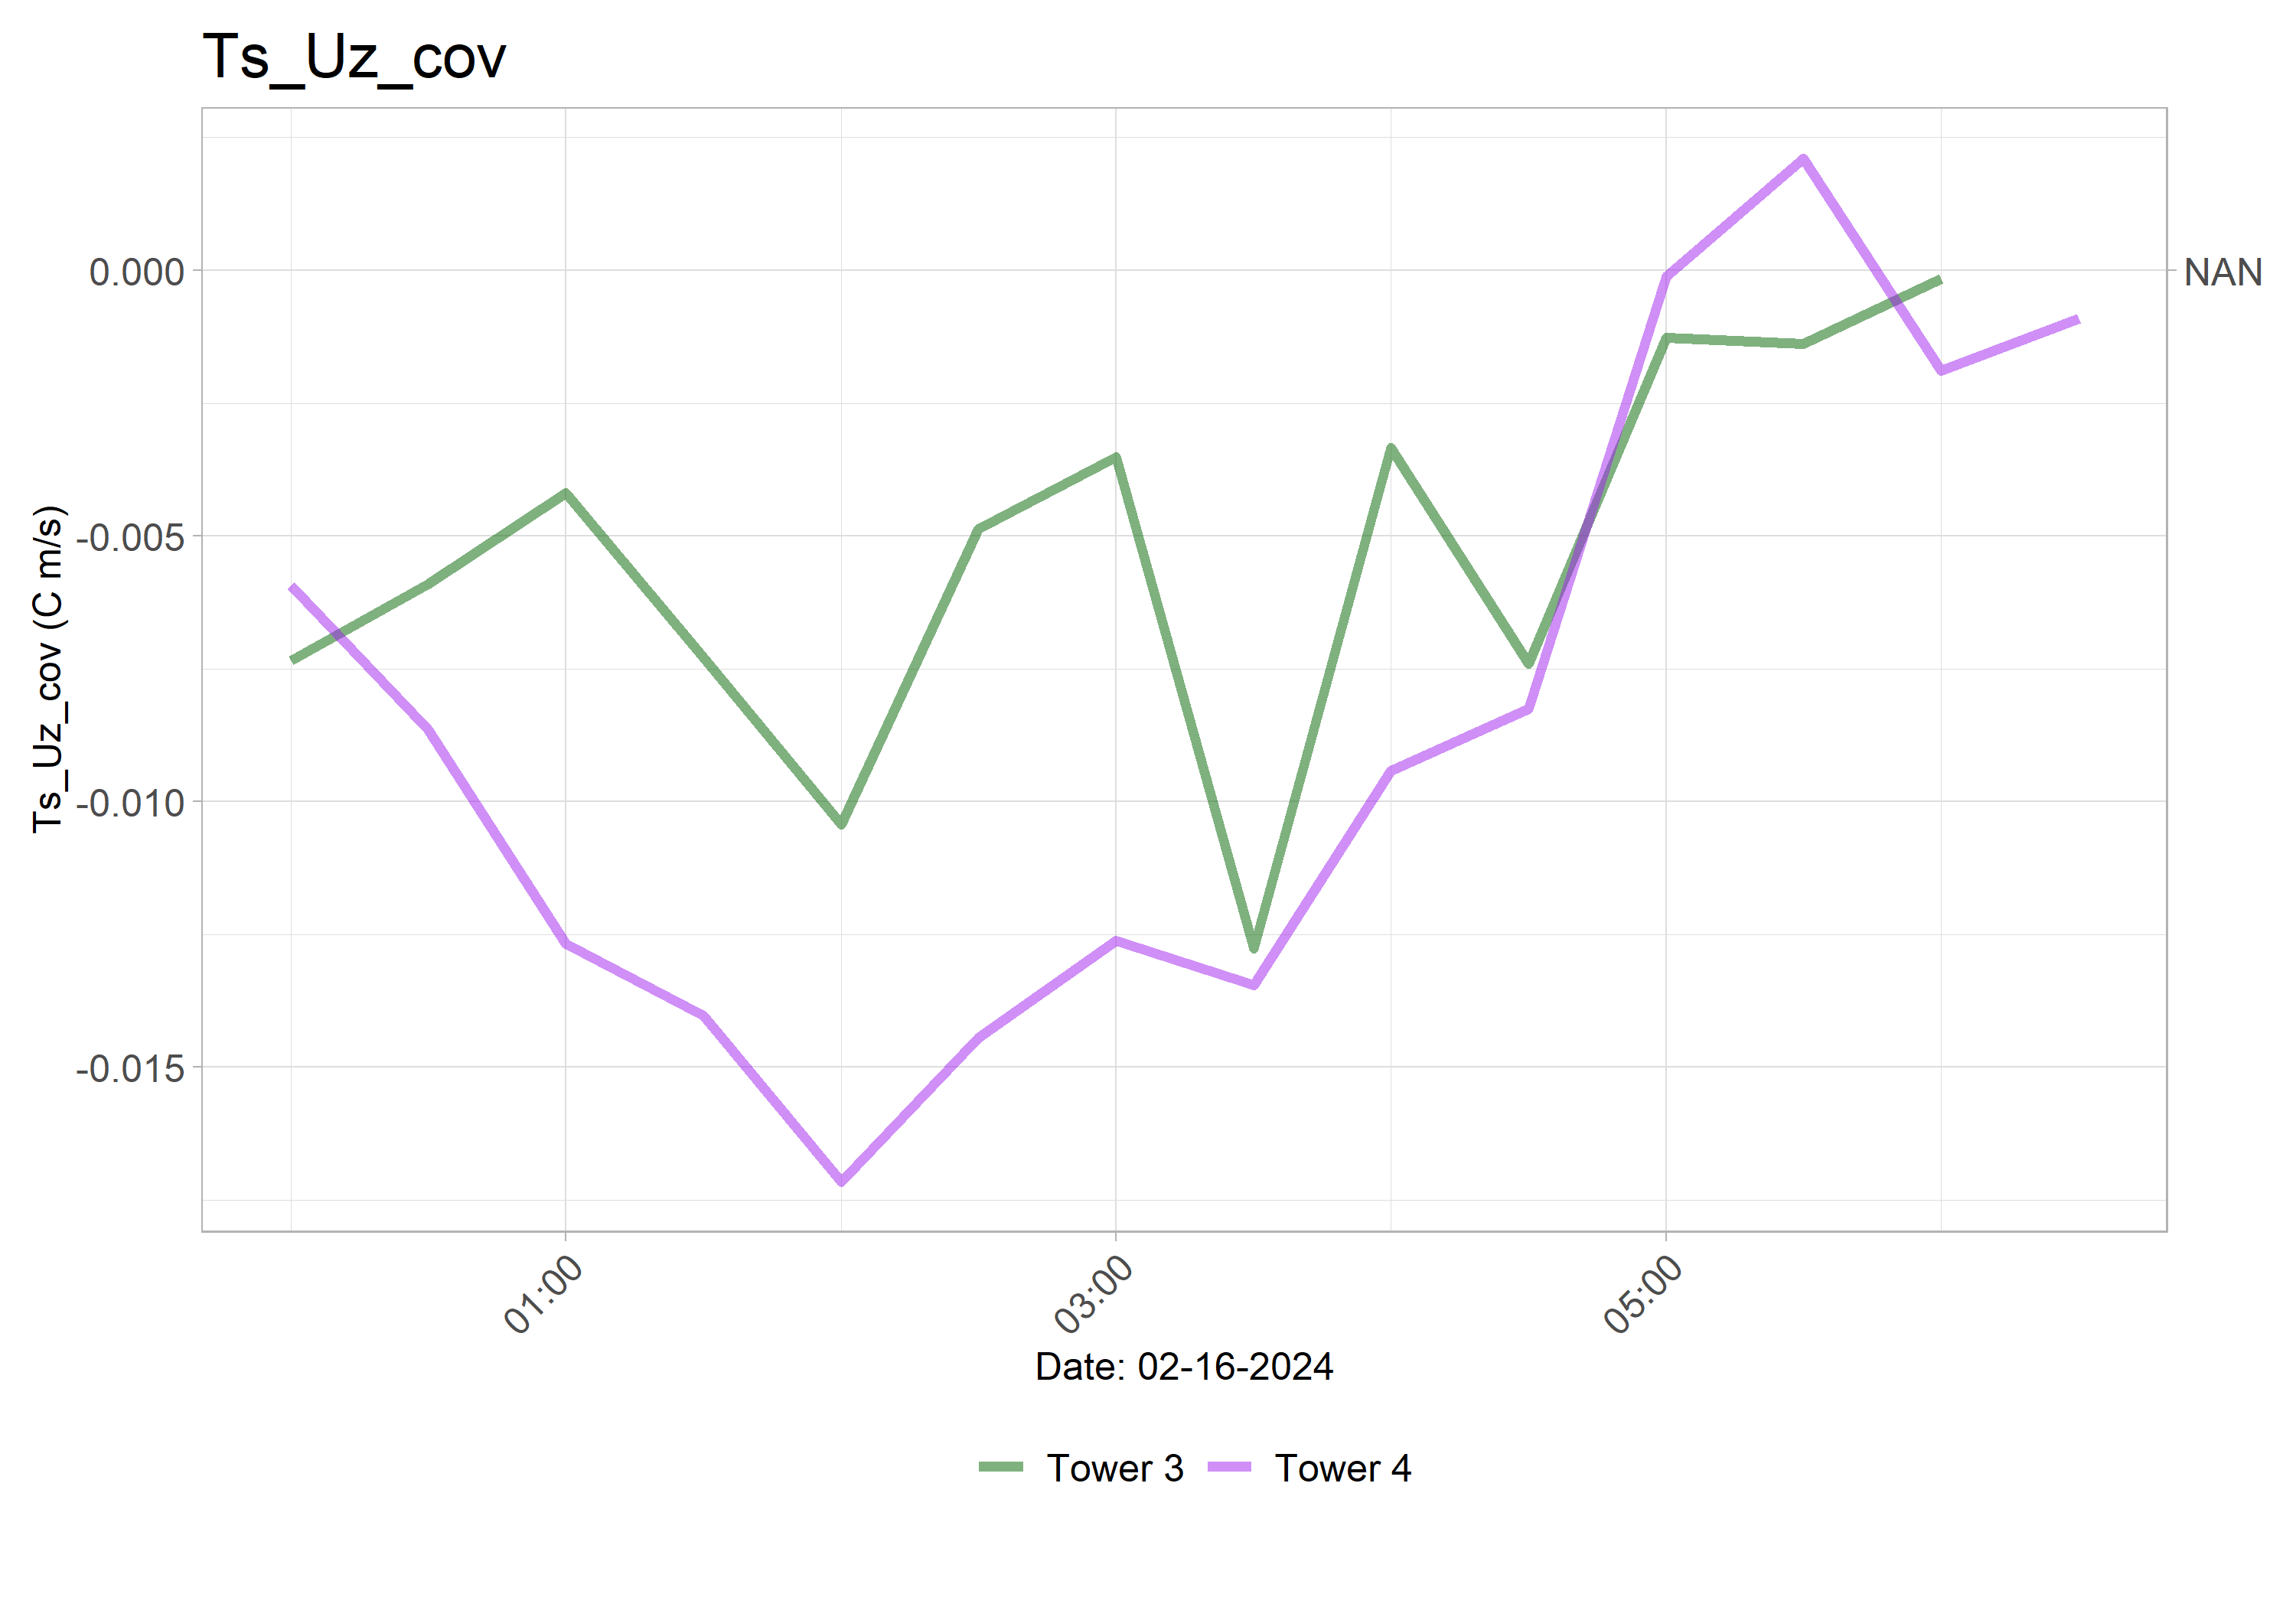 Ts_Uz_cov
Ts_Uz_cov (C m/s)
0.000
-0.005
-0.010
-0.015
NAN
01:00
03:00
05:00
Date: 02-16-2024
Tower 3
Tower 4